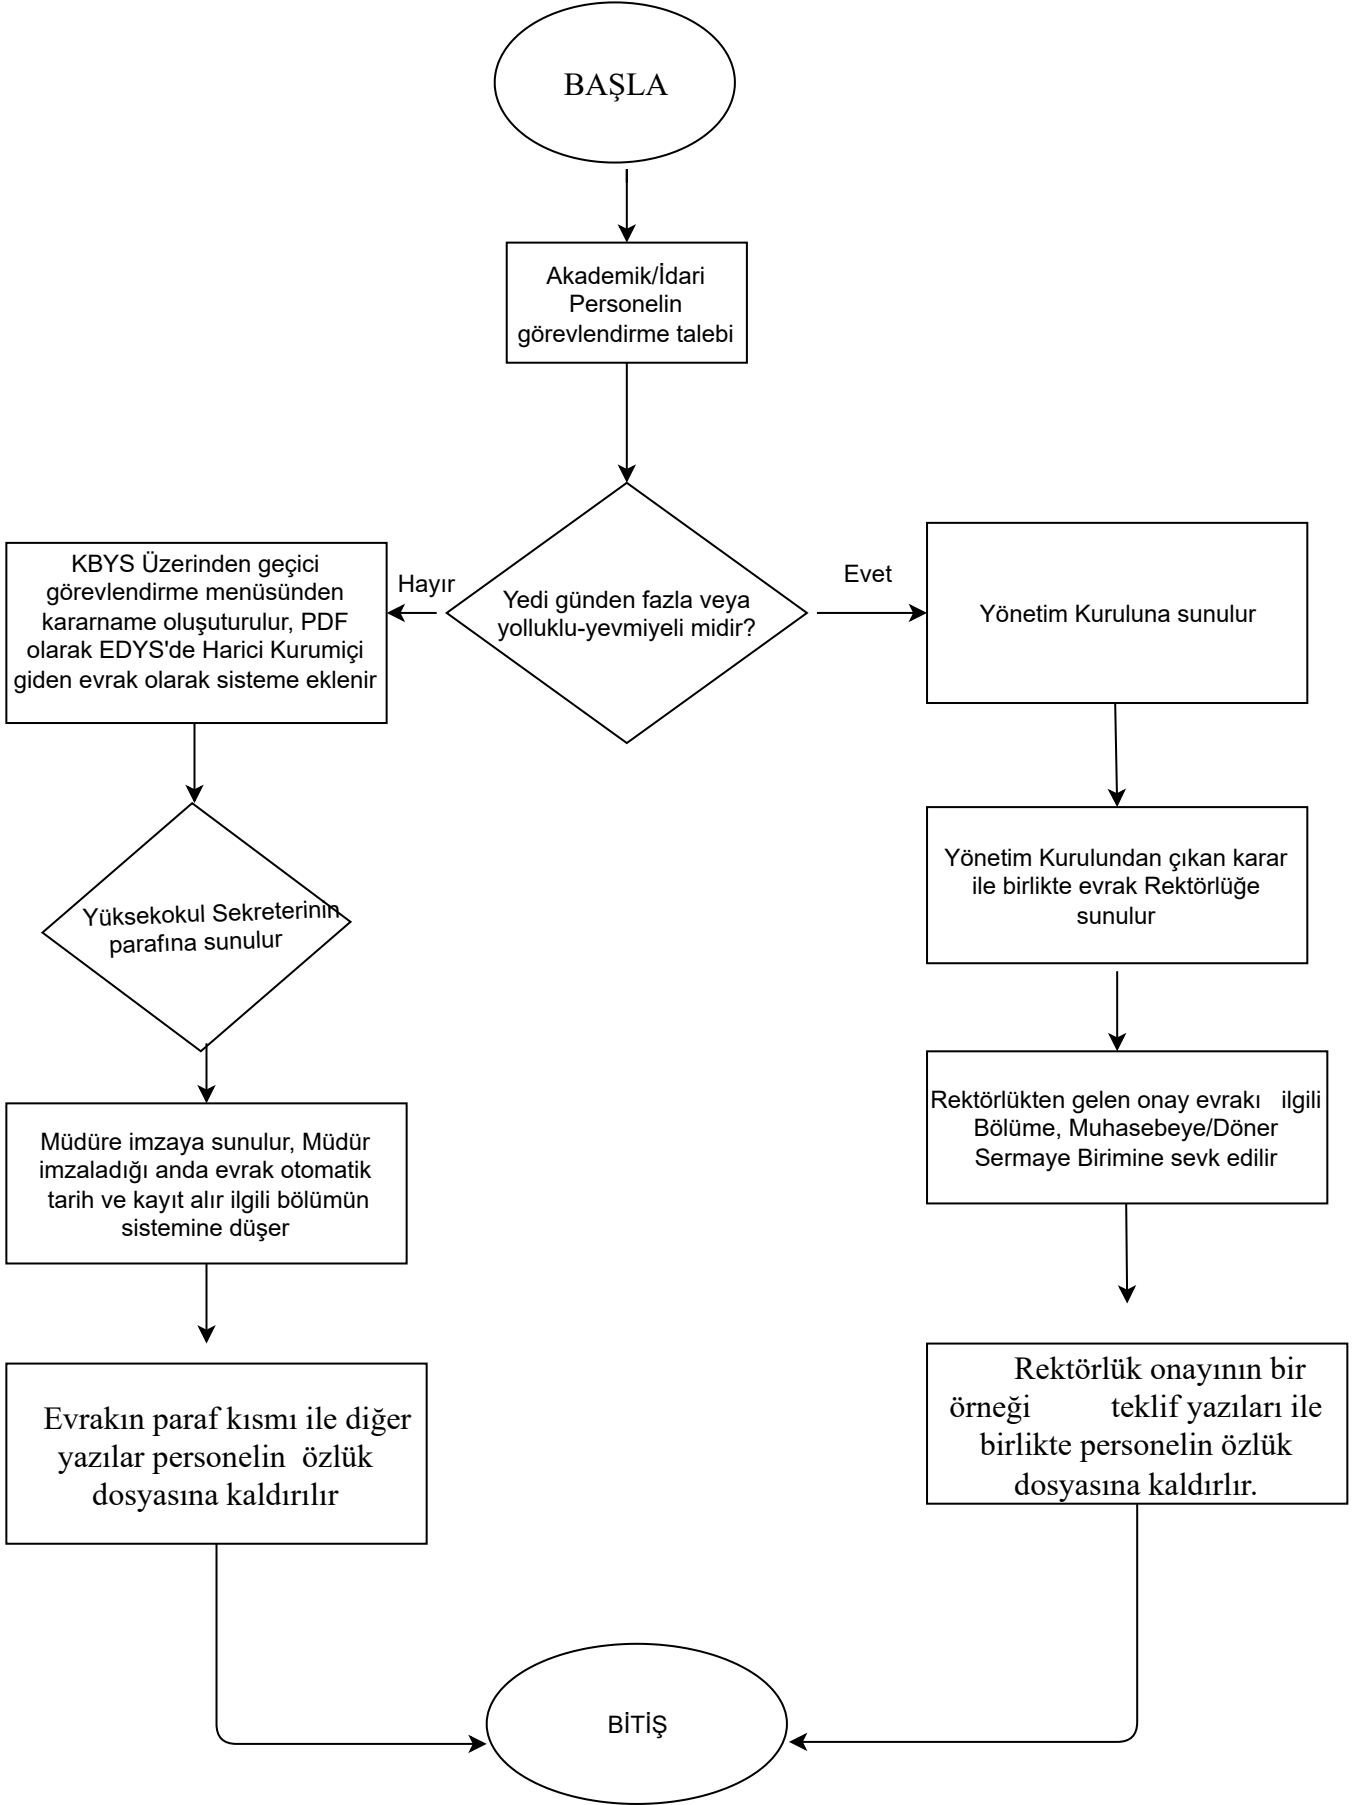 BAŞLA
Akademik/İdari
Personelin
görevlendirme talebi
Yedi günden fazla veya
yolluklu-yevmiyeli midir?
Hayır
Evet
KBYS Üzerinden geçici
görevlendirme menüsünden
kararname oluşuturulur, PDF
olarak EDYS'de Harici Kurumiçi
giden evrak olarak sisteme eklenir
Yüksekokul Sekreterinin
parafına sunulur
Müdüre imzaya sunulur, Müdür
imzaladığı anda evrak otomatik
tarih ve kayıt alır ilgili bölümün
sistemine düşer
Evrakın paraf kısmı ile diğer
yazılar personelin özlük
dosyasına kaldırılır
Yönetim Kuruluna sunulur
Yönetim Kurulundan çıkan karar
ile birlikte evrak Rektörlüğe
sunulur
Rektörlükten gelen onay evrakı ilgili
Bölüme, Muhasebeye/Döner
Sermaye Birimine sevk edilir
Rektörlük onayının bir
örneği teklif yazıları ile
birlikte personelin özlük
dosyasına kaldırlır.
BİTİŞ